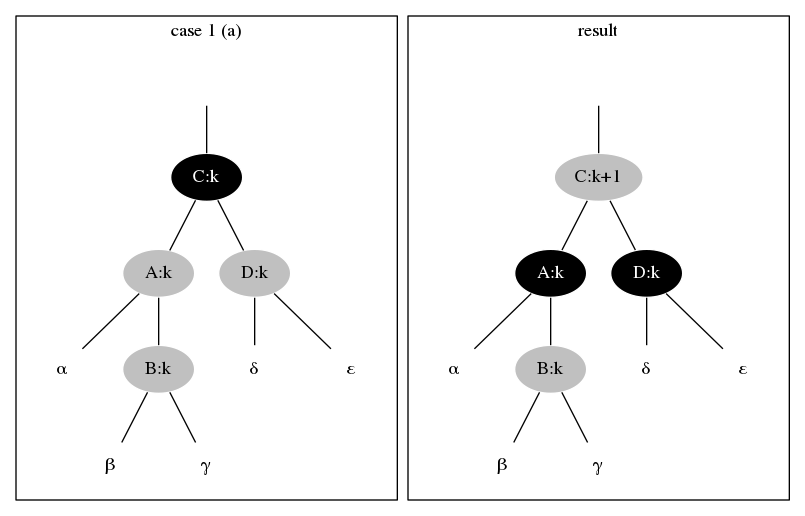 case 1 (a)
C:k
A:k D:k
α B:k δ ε
β γ
result
C:k+1
A:k D:k
α B:k δ ε
β γ